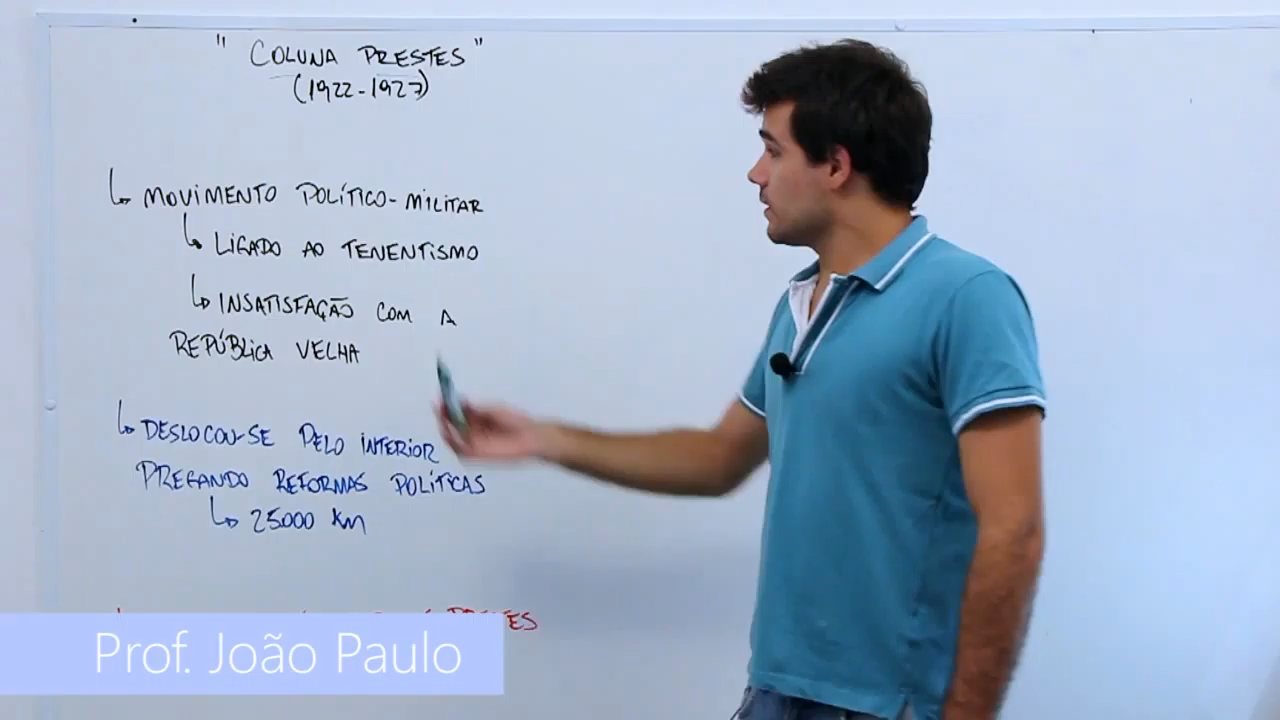 " COLUNA PRESTES "
(1922-1927)
↳ MOVIMENTO POLÍTICO-MILITAR
↳ LIGADO AO TENENTISMO
↳ INSATISFAÇÃO COM A
REPÚBLICA VELHA
↳ DESLOCOU-SE PELO INTERIOR
PREGANDO REFORMAS POLÍTICAS
↳ 25000 KM
PRESTES
Prof. João Paulo